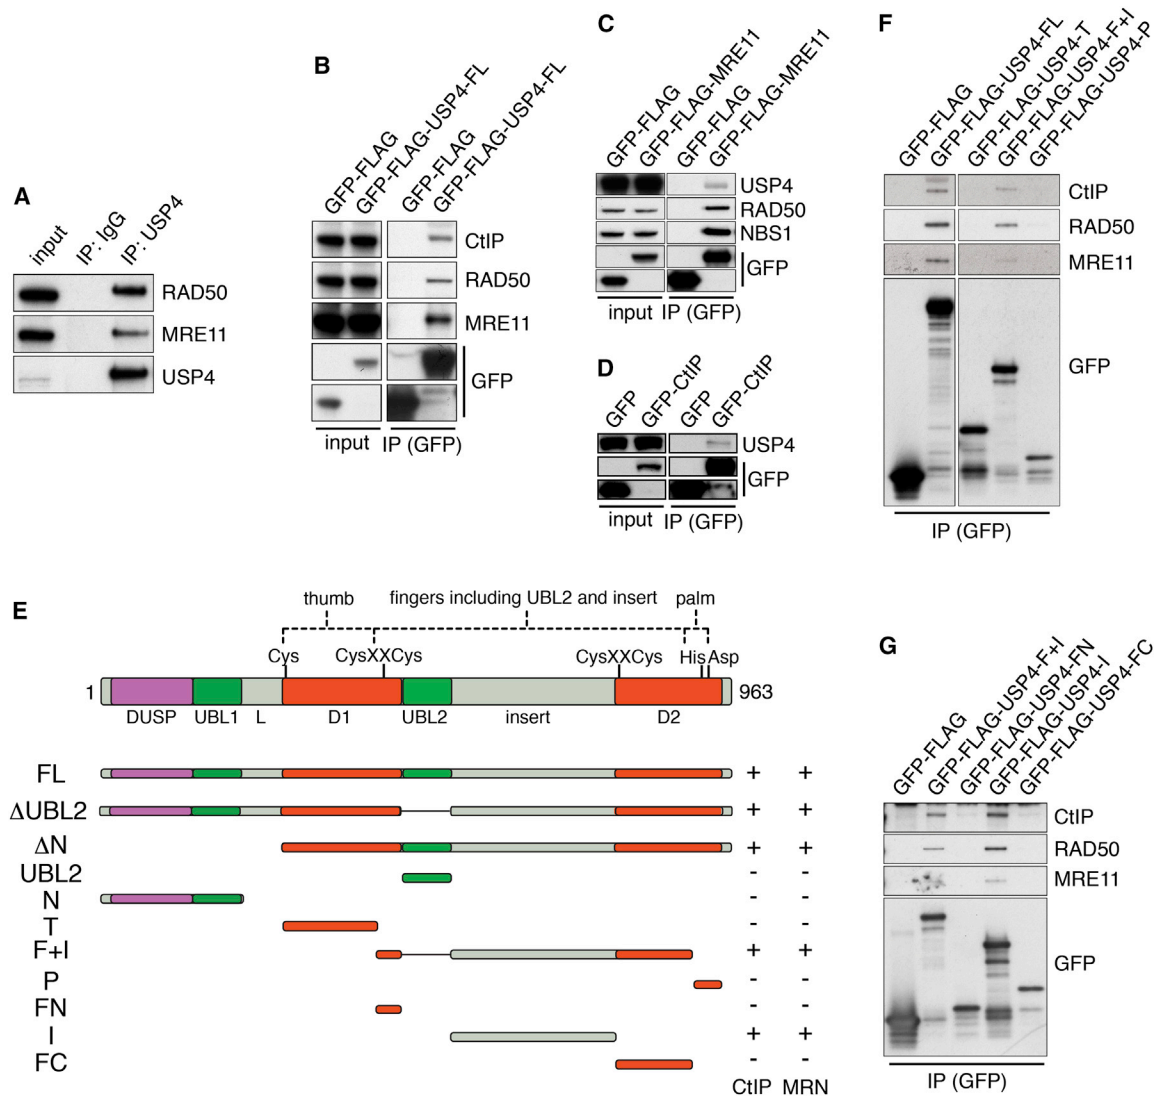 A
input
IP: IgG
IP: USP4
RAD50
MRE11
USP4
B
GFP-FLAG
GFP-FLAG-USP4-FL
GFP-FLAG
GFP-FLAG-USP4-FL
CtIP
RAD50
MRE11
GFP
input IP (GFP)
C
GFP-FLAG
GFP-FLAG-MRE11
GFP-FLAG
GFP-FLAG-MRE11
USP4
RAD50
NBS1
GFP
input IP (GFP)
D
GFP
GFP-CtIP
GFP
GFP-CtIP
USP4
GFP
input IP (GFP)
F
GFP-FLAG
GFP-FLAG-USP4-FL
GFP-FLAG-USP4-T
GFP-FLAG-USP4-F+I
GFP-FLAG-USP4-P
CtIP
RAD50
MRE11
GFP
IP (GFP)
E
thumb fingers including UBL2 and insert palm
Cys CysXXCys CysXXCys His Asp
1 963
DUSP UBL1 L D1 UBL2 insert D2
FL + +
ΔUBL2 + +
ΔN + +
UBL2 - -
N - -
T - -
F+I + +
P - -
FN - -
I + +
FC - -
CtIP MRN
G
GFP-FLAG
GFP-FLAG-USP4-F+I
GFP-FLAG-USP4-FN
GFP-FLAG-USP4-I
GFP-FLAG-USP4-FC
CtIP
RAD50
MRE11
GFP
IP (GFP)